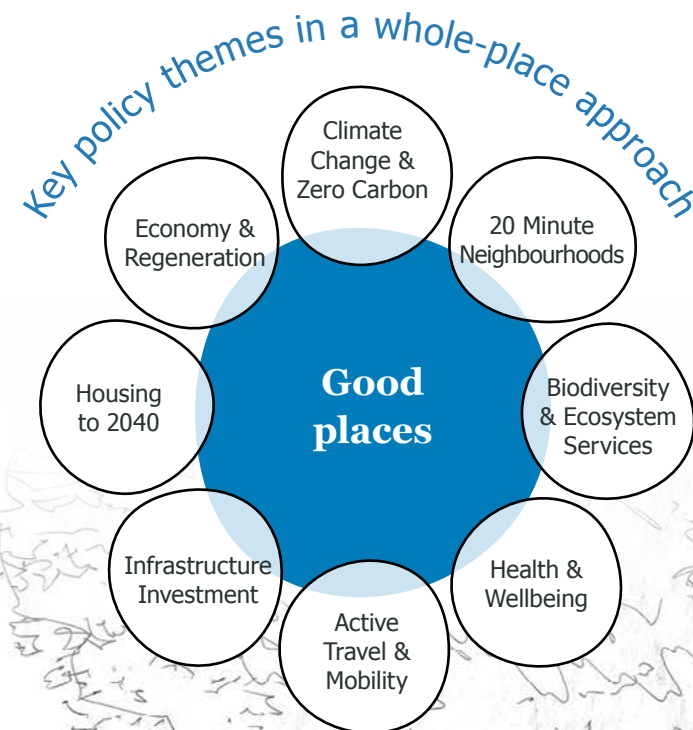 Key policy themes in a whole-place approach
Climate
Change &
Zero Carbon
20 Minute
Neighbourhoods
Biodiversity
& Ecosystem
Services
Health &
Wellbeing
Active
Travel &
Mobility
Infrastructure
Investment
Housing
to 2040
Economy &
Regeneration
Good
places